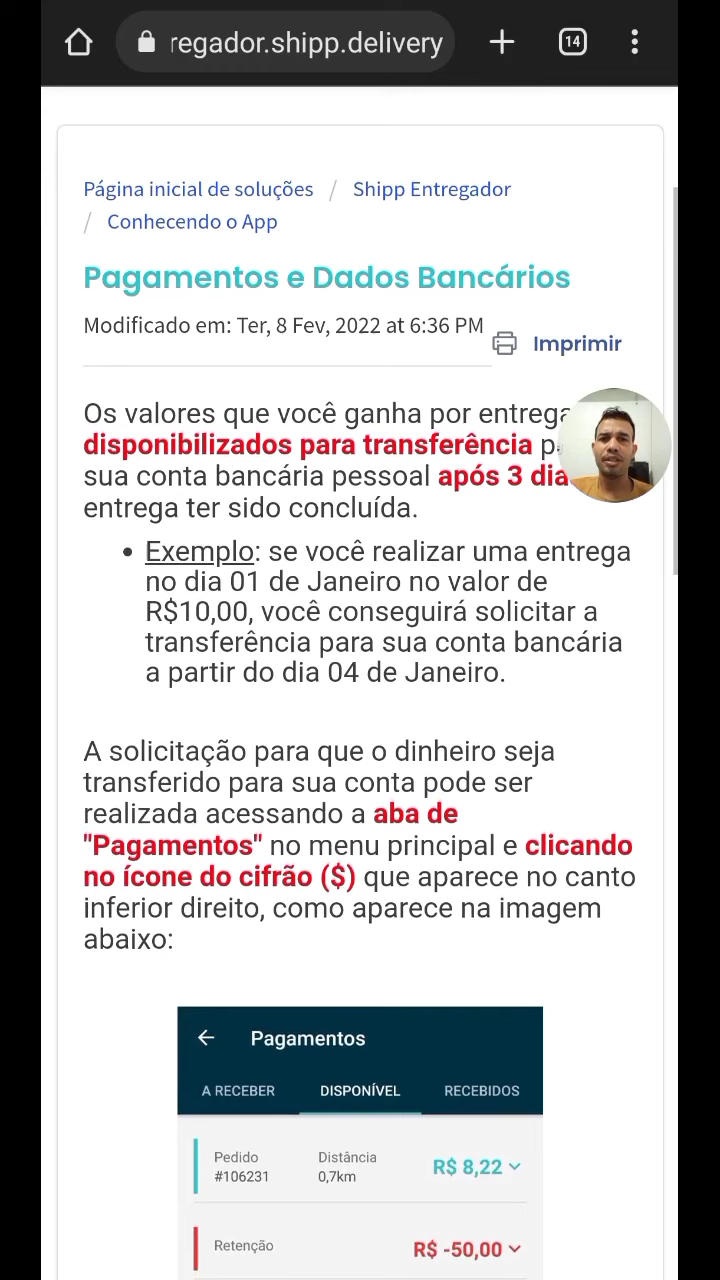 regador.shipp.delivery
14
Página inicial de soluções / Shipp Entregador
/ Conhecendo o App
Pagamentos e Dados Bancários
Modificado em: Ter, 8 Fev, 2022 at 6:36 PM
Imprimir
Os valores que você ganha por entrega
disponibilizados para transferência
sua conta bancária pessoal após 3
entrega ter sido concluída.
• Exemplo: se você realizar uma entrega
no dia 01 de Janeiro no valor de
R$10,00, você conseguirá solicitar a
transferência para sua conta bancária
a partir do dia 04 de Janeiro.
A solicitação para que o dinheiro seja
transferido para sua conta pode ser
realizada acessando a aba de
"Pagamentos" no menu principal e clicando
no ícone do cifrão ($) que aparece no canto
inferior direito, como aparece na imagem
abaixo:
Pagamentos
A RECEBER DISPONÍVEL RECEBIDOS
Pedido Distância
#106231 0,7km R$ 8,22
Retenção R$ -50,00